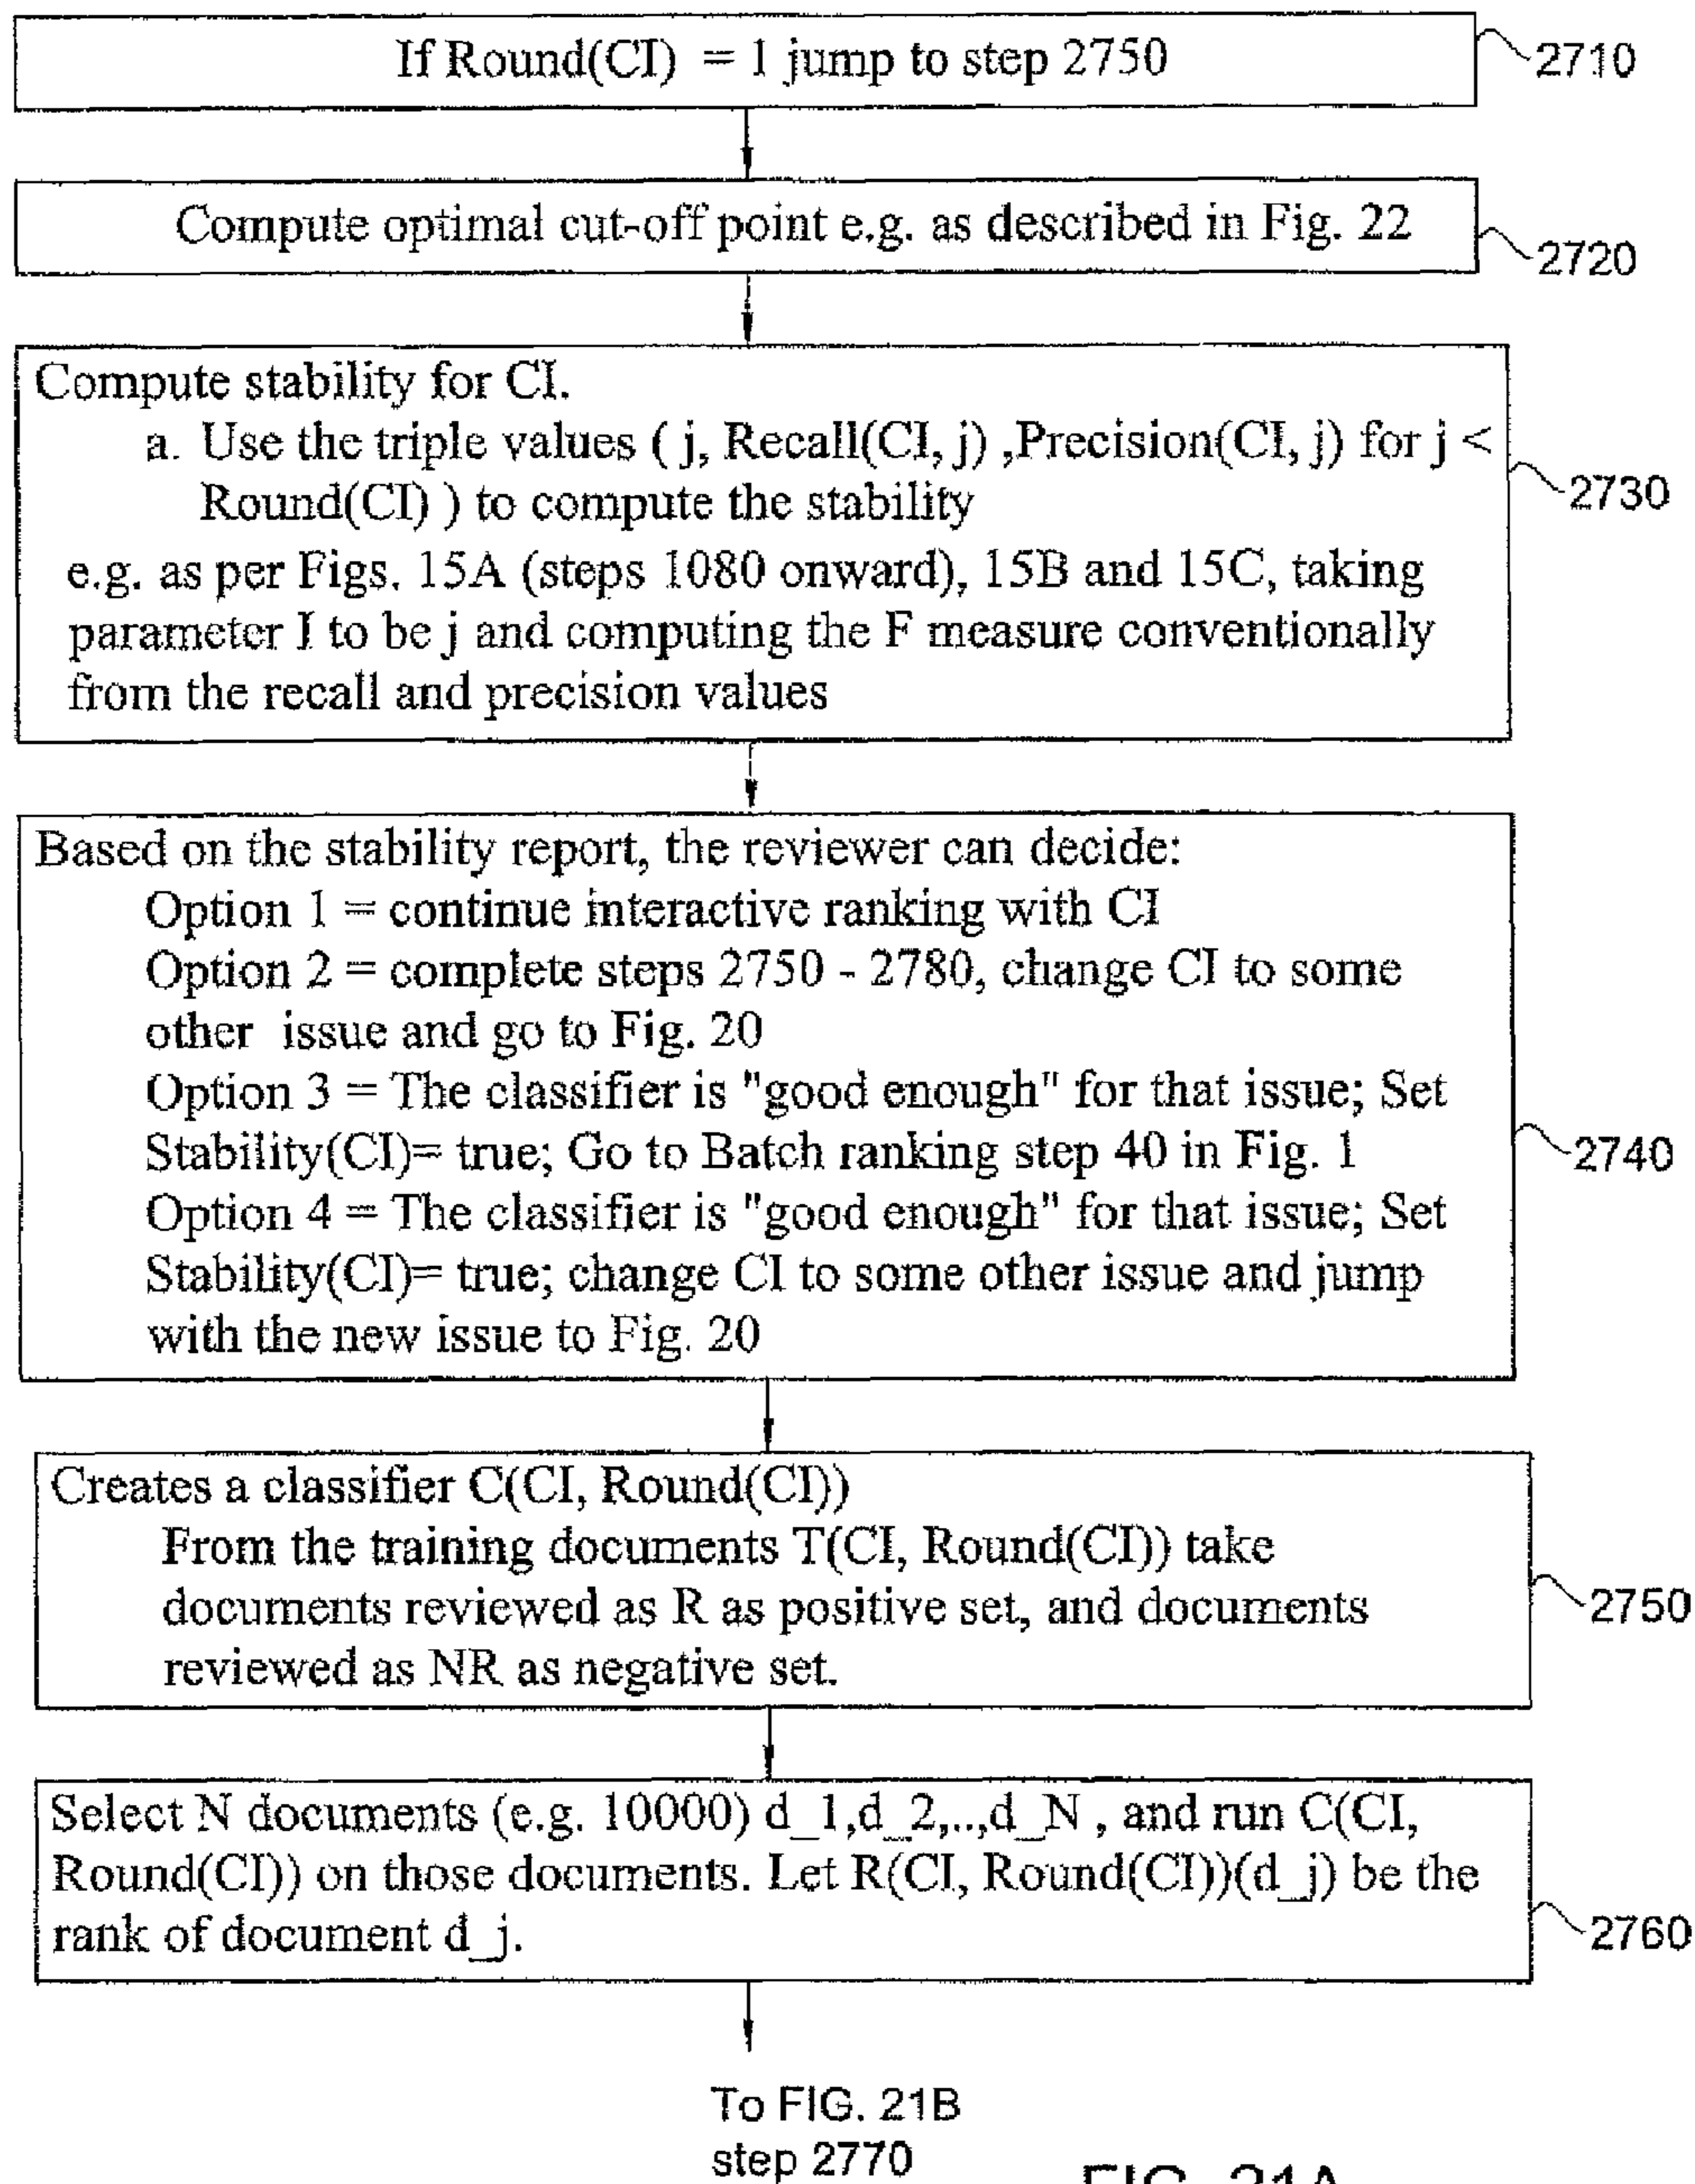 If Round(CI) = 1 jump to step 2750
2710
Compute optimal cut-off point e.g. as described in Fig. 22
2720
Compute stability for CI.
a. Use the triple values ( j, Recall(CI, j) ,Precision(CI, j) for j <
Round(CI) ) to compute the stability
e.g. as per Figs. 15A (steps 1080 onward), 15B and 15C, taking
parameter I to be j and computing the F measure conventionally
from the recall and precision values
2730
Based on the stability report, the reviewer can decide:
Option 1 = continue interactive ranking with CI
Option 2 = complete steps 2750 - 2780, change CI to some
other issue and go to Fig. 20
Option 3 = The classifier is "good enough" for that issue; Set
Stability(CI)= true; Go to Batch ranking step 40 in Fig. 1
Option 4 = The classifier is "good enough" for that issue; Set
Stability(CI)= true; change CI to some other issue and jump
with the new issue to Fig. 20
2740
Creates a classifier C(CI, Round(CI))
From the training documents T(CI, Round(CI)) take
documents reviewed as R as positive set, and documents
reviewed as NR as negative set.
2750
Select N documents (e.g. 10000) d_1,d_2,..,d_N , and run C(CI,
Round(CI)) on those documents. Let R(CI, Round(CI))(d_j) be the
rank of document d_j.
2760
To FIG. 21B
step 2770
FIG. 21A